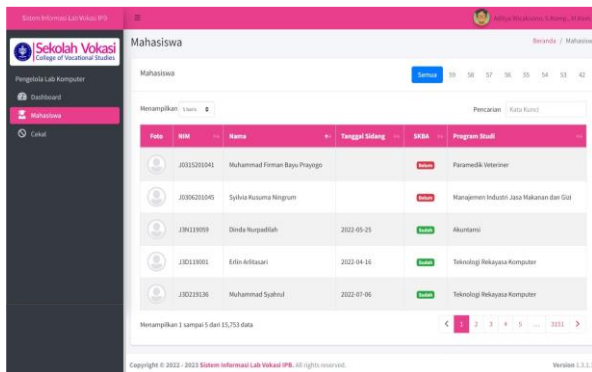 Sistem Informasi Lab Vokasi IPB
Sekolah Vokasi
College of Vocational Studies
Pengelola Lab Komputer
Dashboard
Mahasiswa
Cekal
Mahasiswa
Beranda / Mahasiswa
Mahasiswa
Semua 59 58 57 56 55 54 53 42
Menampilkan 5 baris
Pencarian Kata Kunci
Foto NIM Nama Tanggal Sidang SKBA Program Studi
J0315201041 Muhammad Firman Bayu Prayogo Belum Paramedik Veteriner
J0306201045 Syilvia Kusuma Ningrum Belum Manajemen Industri Jasa Makanan dan Gizi
J3N119059 Dinda Nurpadilah 2022-05-25 Sudah Akuntansi
J3D119001 Erlin Arlitasari 2022-04-16 Sudah Teknologi Rekayasa Komputer
J3D219136 Muhammad Syahrul 2022-07-06 Sudah Teknologi Rekayasa Komputer
Menampilkan 1 sampai 5 dari 15,753 data
1 2 3 4 5 ... 3151
Copyright © 2022 - 2023 Sistem Informasi Lab Vokasi IPB. All rights reserved.
Version 1.1.